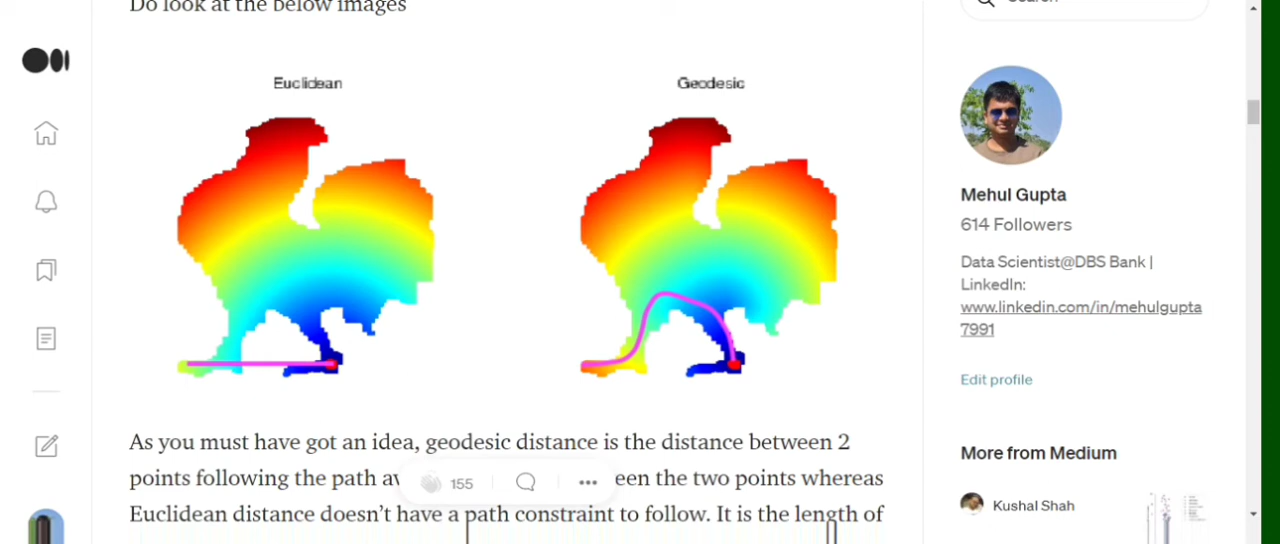 Do look at the below images
Euclidean
Geodesic
As you must have got an idea, geodesic distance is the distance between 2
points following the path av
een the two points whereas
155
Euclidean distance doesn't have a path constraint to follow. It is the length of
Search
Mehul Gupta
614 Followers
Data Scientist@DBS Bank |
LinkedIn:
www.linkedin.com/in/mehulgupta
7991
Edit profile
More from Medium
Kushal Shah